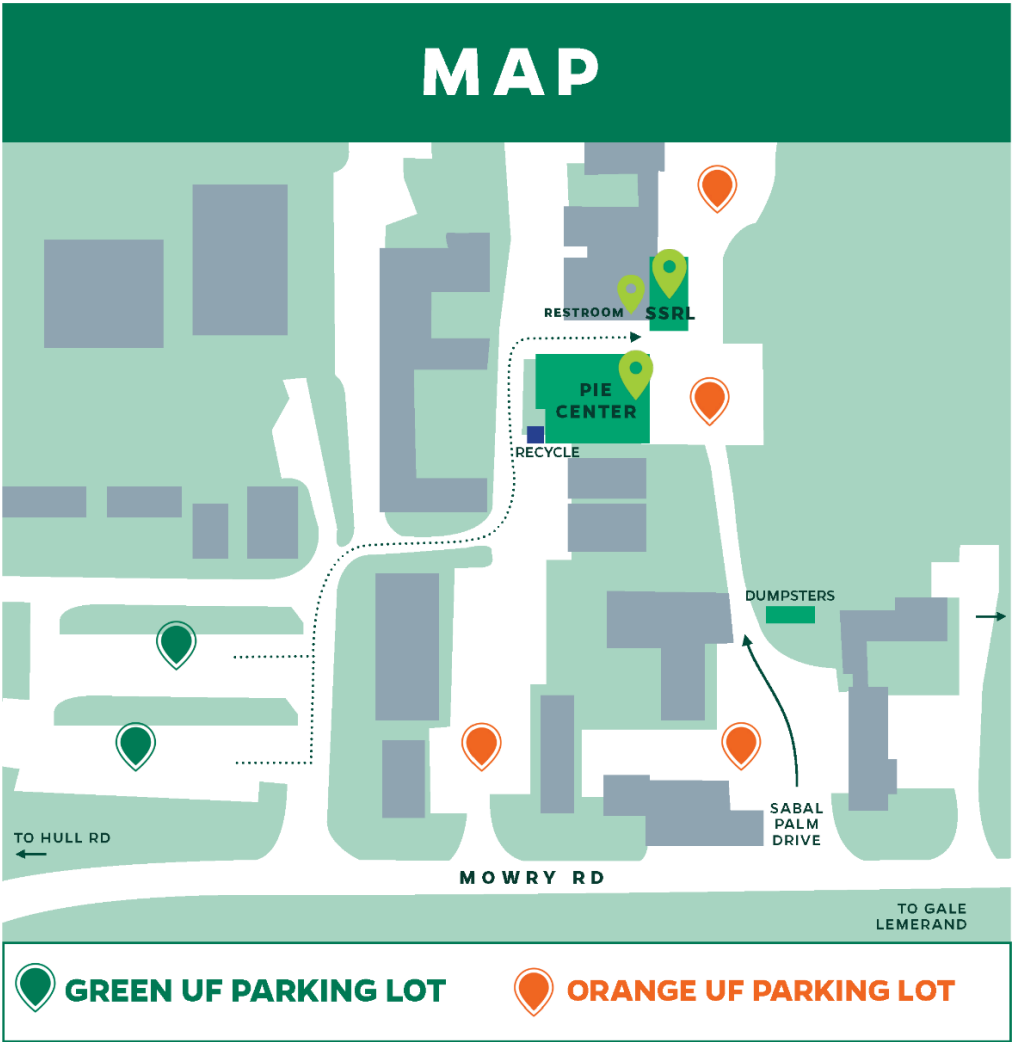 MAP
RESTROOM
SSRL
PIE
CENTER
RECYCLE
DUMPSTERS
SABAL
PALM
DRIVE
TO HULL RD
MOWRY RD
TO GALE
LEMERAND
GREEN UF PARKING LOT
ORANGE UF PARKING LOT